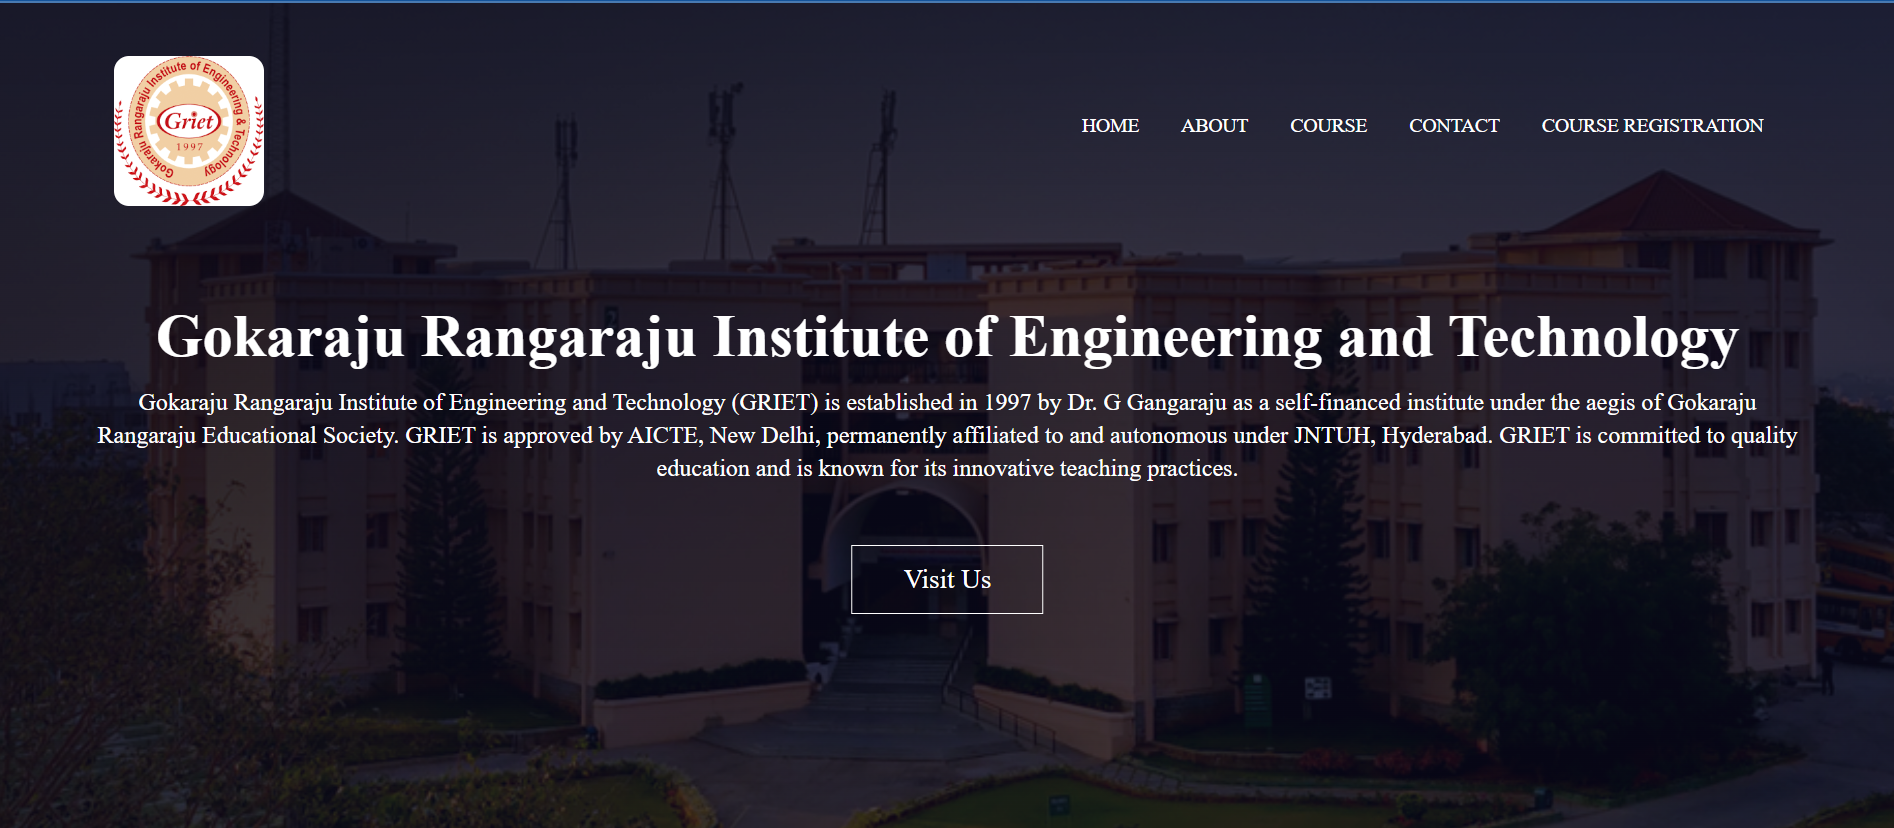 Gokaraju Rangaraju Institute of Engineering & Technology
Griet
1997
HOME ABOUT COURSE CONTACT COURSE REGISTRATION
Gokaraju Rangaraju Institute of Engineering and Technology
Gokaraju Rangaraju Institute of Engineering and Technology (GRIET) is established in 1997 by Dr. G Gangaraju as a self-financed institute under the aegis of Gokaraju
Rangaraju Educational Society. GRIET is approved by AICTE, New Delhi, permanently affiliated to and autonomous under JNTUH, Hyderabad. GRIET is committed to quality
education and is known for its innovative teaching practices.
Visit Us